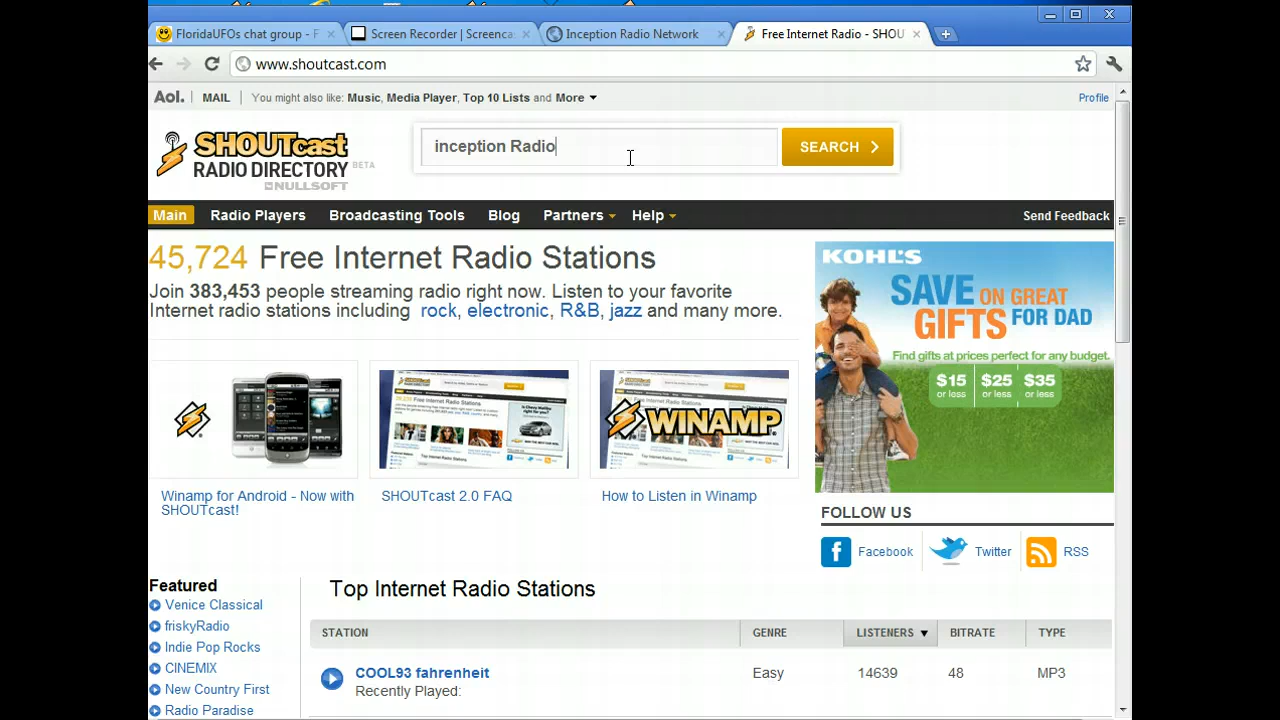 FloridaUFOs chat group - F
Screen Recorder | Screencas
Inception Radio Network
Free Internet Radio - SHOU
www.shoutcast.com
Aol. | MAIL | You might also like: Music, Media Player, Top 10 Lists and More
Profile
SHOUTcast
RADIO DIRECTORY BETA
NULLSOFT
inception Radio
SEARCH
Main Radio Players Broadcasting Tools Blog Partners Help Send Feedback
45,724 Free Internet Radio Stations
Join 383,453 people streaming radio right now. Listen to your favorite
Internet radio stations including rock, electronic, R&B, jazz and many more.
KOHL'S
SAVE ON GREAT
GIFTS FOR DAD
Find gifts at prices perfect for any budget.
$15 or less
$25 or less
$35 or less
WINAMP
Winamp for Android - Now with
SHOUTcast!
SHOUTcast 2.0 FAQ
How to Listen in Winamp
FOLLOW US
Facebook
Twitter
RSS
Featured
Venice Classical
friskyRadio
Indie Pop Rocks
CINEMIX
New Country First
Radio Paradise
Top Internet Radio Stations
STATION GENRE LISTENERS BITRATE TYPE
COOL93 fahrenheit Easy 14639 48 MP3
Recently Played: